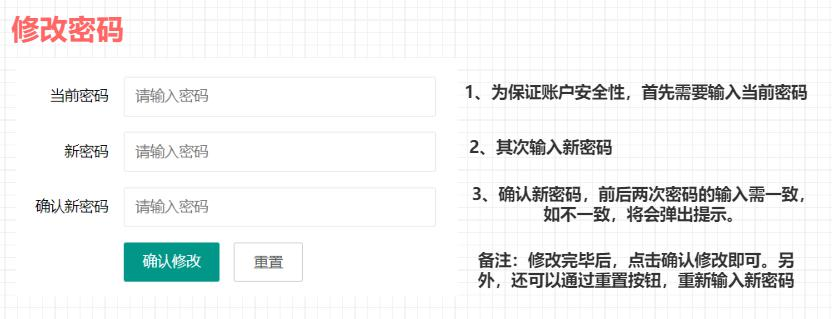 修改密码
当前密码 请输入密码 1、为保证账户安全性，首先需要输入当前密码
新密码 请输入密码 2、其次输入新密码
确认新密码 请输入密码 3、确认新密码，前后两次密码的输入需一致，
如不一致，将会弹出提示。
确认修改 重置 备注：修改完毕后，点击确认修改即可。另
外，还可以通过重置按钮，重新输入新密码